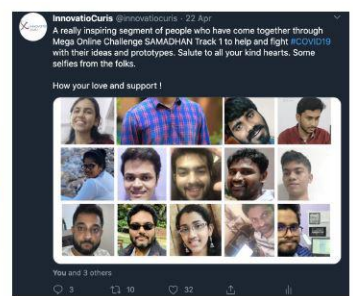 InnovatioCuris @innovatiocuris · 22 Apr
A really inspiring segment of people who have come together through
Mega Online Challenge SAMADHAN Track 1 to help and fight #COVID19
with their ideas and prototypes. Salute to all your kind hearts. Some
selfies from the folks.
How your love and support !
You and 3 others
3 10 32